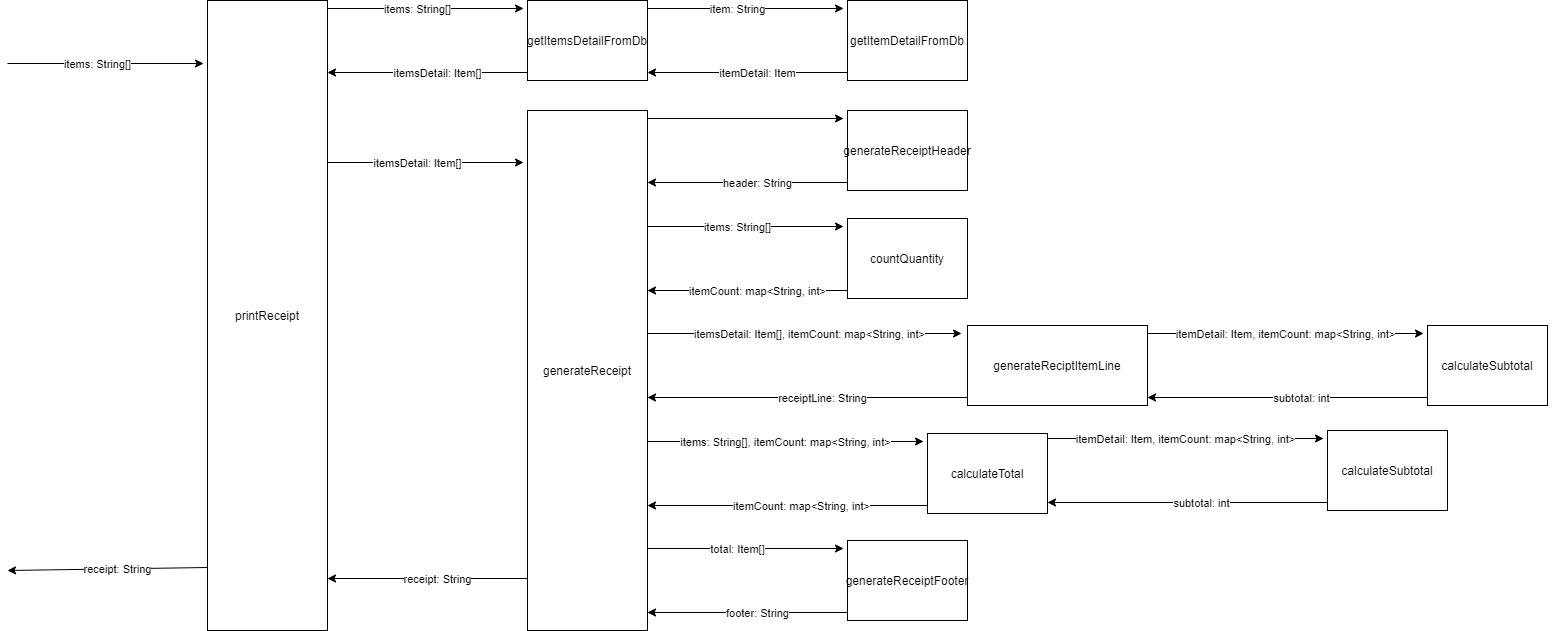 items: String[]
item: String
getItemsDetailFromDb
getItemDetailFromDb
items: String[]
itemsDetail: Item[]
itemDetail: Item
generateReceiptHeader
itemsDetail: Item[]
header: String
items: String[]
countQuantity
itemCount: map<String, int>
printReceipt
itemsDetail: Item[], itemCount: map<String, int>
itemDetail: Item, itemCount: map<String, int>
generateReceipt
generateReciptItemLine
calculateSubtotal
receiptLine: String
subtotal: int
items: String[], itemCount: map<String, int>
itemDetail: Item, itemCount: map<String, int>
calculateTotal
calculateSubtotal
itemCount: map<String, int>
subtotal: int
total: Item[]
receipt: String
receipt: String
generateReceiptFooter
footer: String